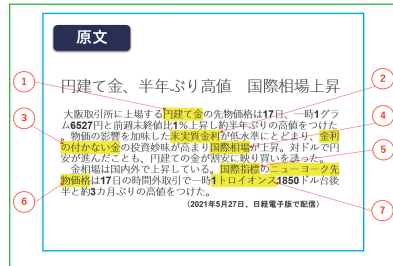 原文
円建て金、半年ぶり高値　国際相場上昇
大阪取引所に上場する円建て金の先物価格は17日、一時1グラ
ム6527円と前週末終値比1％上昇し約半年ぶりの高値をつけた
。物価の影響を加味した米実質金利が低水準にとどまり、金利
の付かない金の投資妙味が高まり国際相場が上昇。対ドルで円
安が進んだことも、円建ての金が割安に映り買いを誘った。
金相場は国内外で上昇している。国際指標のニューヨーク先
物価格は17日の時間外取引で一時1トロイオンス1850ドル台後
半と約3カ月ぶりの高値をつけた。
（2021年5月27日、日経電子版で配信）
1
2
3
4
5
6
7